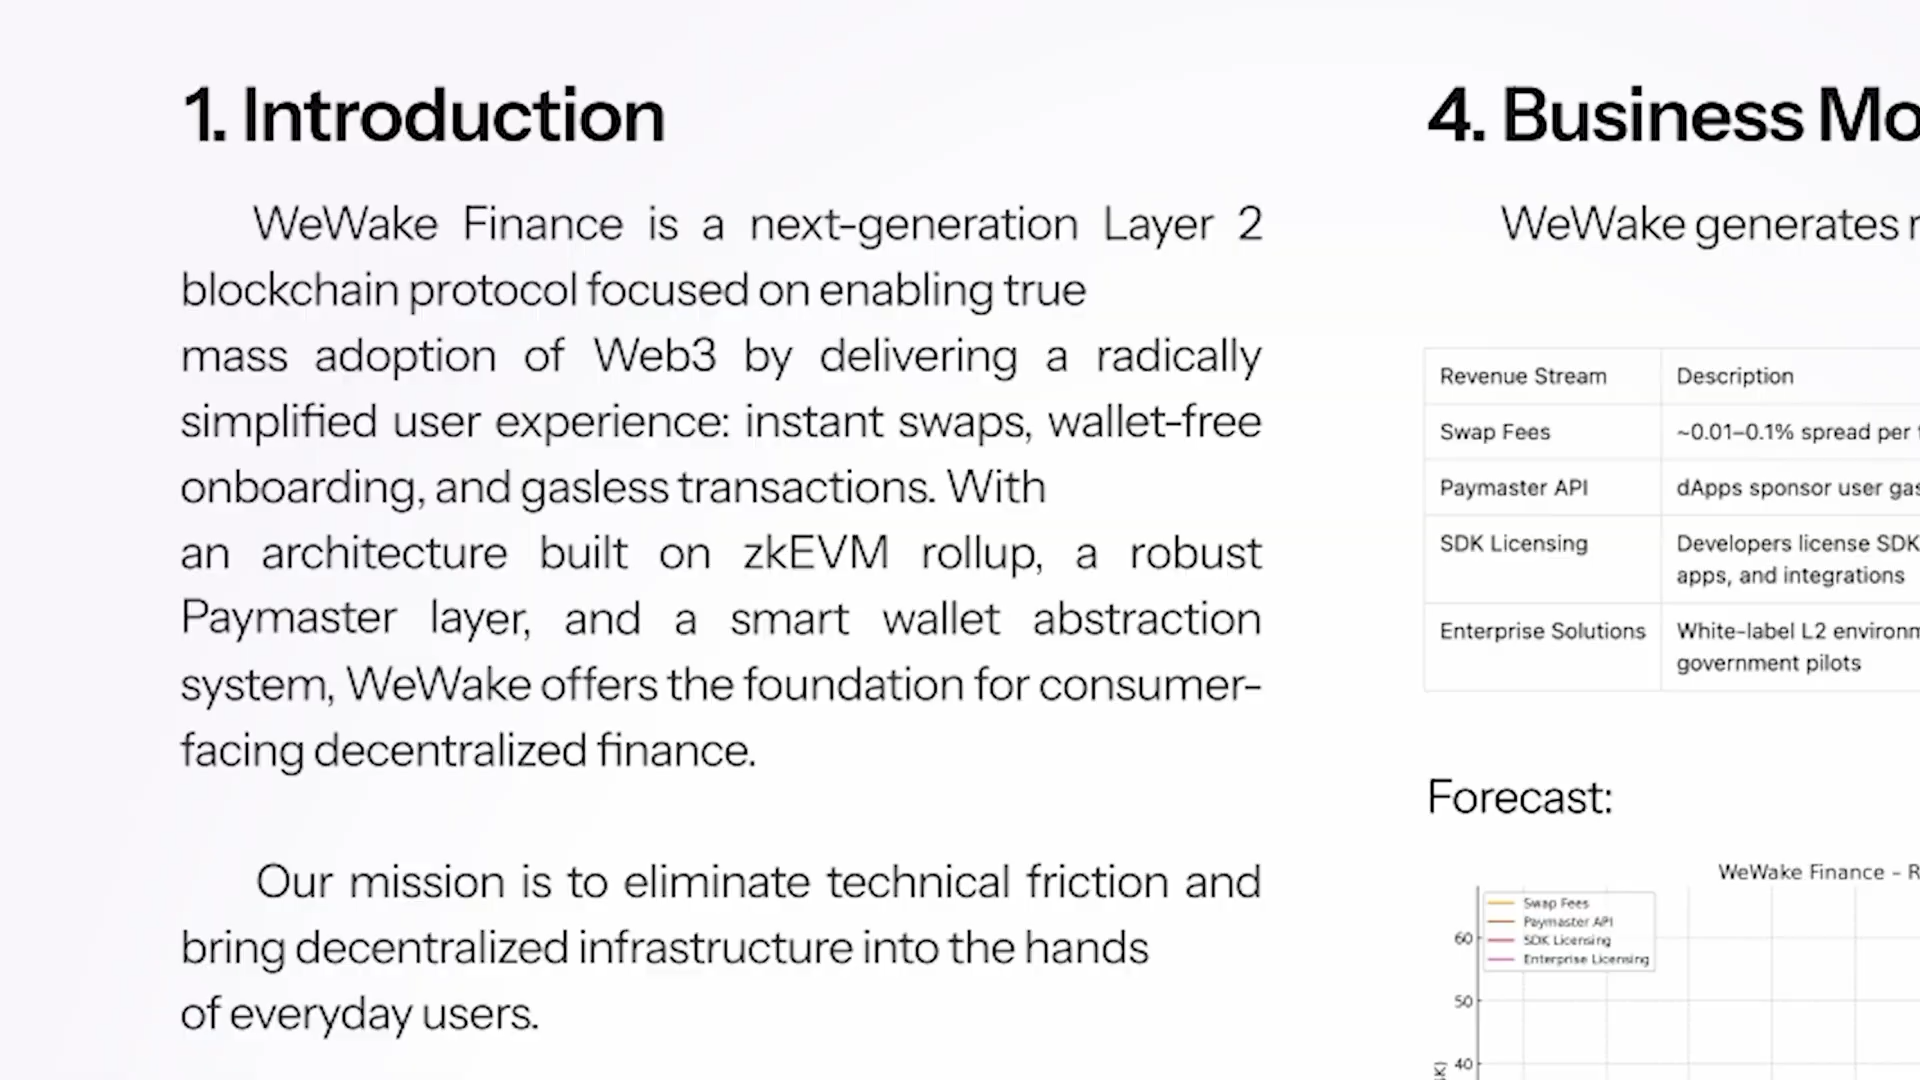 1. Introduction
WeWake Finance is a next-generation Layer 2
blockchain protocol focused on enabling true
mass adoption of Web3 by delivering a radically
simplified user experience: instant swaps, wallet-free
onboarding, and gasless transactions. With
an architecture built on zkEVM rollup, a robust
Paymaster layer, and a smart wallet abstraction
system, WeWake offers the foundation for consumer-
facing decentralized finance.
Our mission is to eliminate technical friction and
bring decentralized infrastructure into the hands
of everyday users.
4. Business Mo
WeWake generates r
Revenue Stream Description
Swap Fees ~0.01–0.1% spread per t
Paymaster API dApps sponsor user gas
SDK Licensing Developers license SDK
apps, and integrations
Enterprise Solutions White-label L2 environm
government pilots
Forecast:
WeWake Finance – R
Swap Fees
Paymaster API
SDK Licensing
Enterprise Licensing
60
50
40